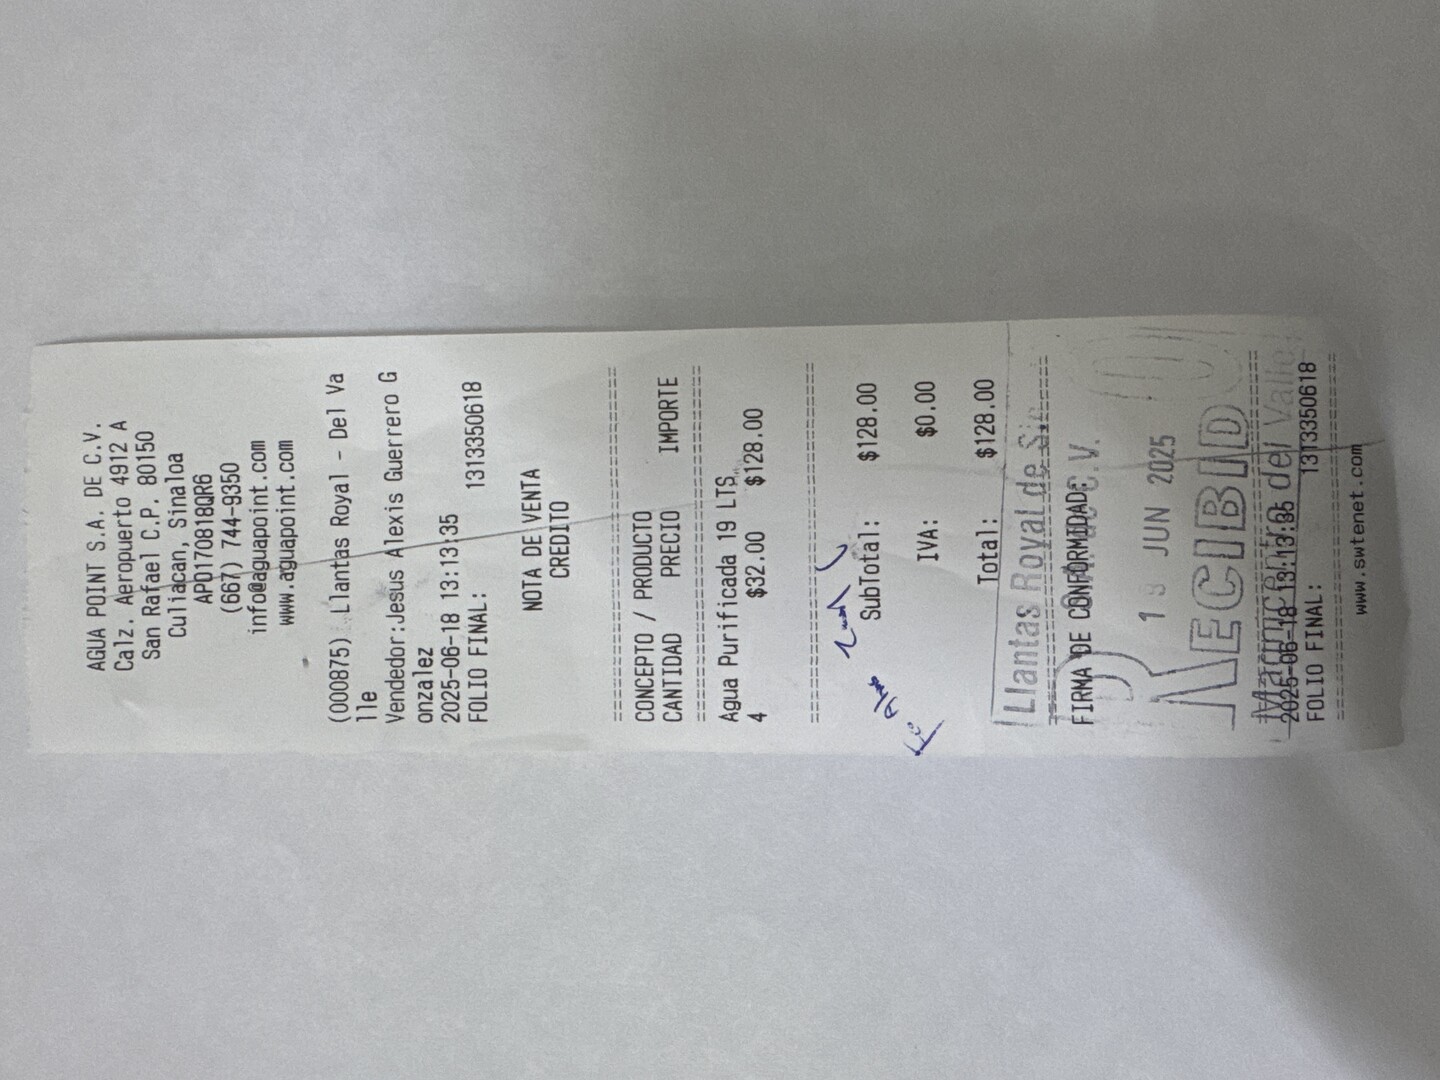 AGUA POINT S.A. DE C.V.
Calz. Aeropuerto 4912 A
San Rafael C.P. 80150
Culiacan, Sinaloa
APO170818QR6
(667) 744-9350
info@aguapoint.com
www.aguapoint.com
(000875) Llantas Royal - Del Va
lle
Vendedor:Jesus Alexis Guerrero G
onzalez
2025-06-18 13:13:35
FOLIO FINAL: 1313350618
NOTA DE VENTA
CREDITO
================================
CONCEPTO / PRODUCTO
CANTIDAD PRECIO IMPORTE
================================
Agua Purificada 19 LTS
4 $32.00 $128.00
================================
SubTotal: $128.00
IVA: $0.00
Total: $128.00
Llantas Royal de Sin
================================
FIRMA DE CONFORMIDAD
C.V.
JUN 2025
RECIBIDO
================================
del Valle
2025-06-18 13:13:35
FOLIO FINAL: 1313350618
================================
www.swtenet.com